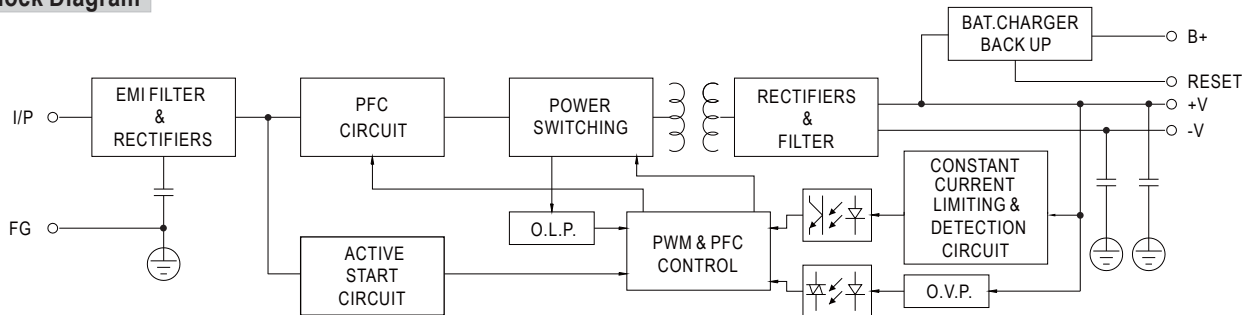 Block Diagram
BAT.CHARGER
BACK UP
B+
RESET
+V
-V
I/P
EMI FILTER
&
RECTIFIERS
PFC
CIRCUIT
POWER
SWITCHING
RECTIFIERS
&
FILTER
FG
O.L.P.
PWM & PFC
CONTROL
CONSTANT
CURRENT
LIMITING &
DETECTION
CIRCUIT
ACTIVE
START
CIRCUIT
O.V.P.